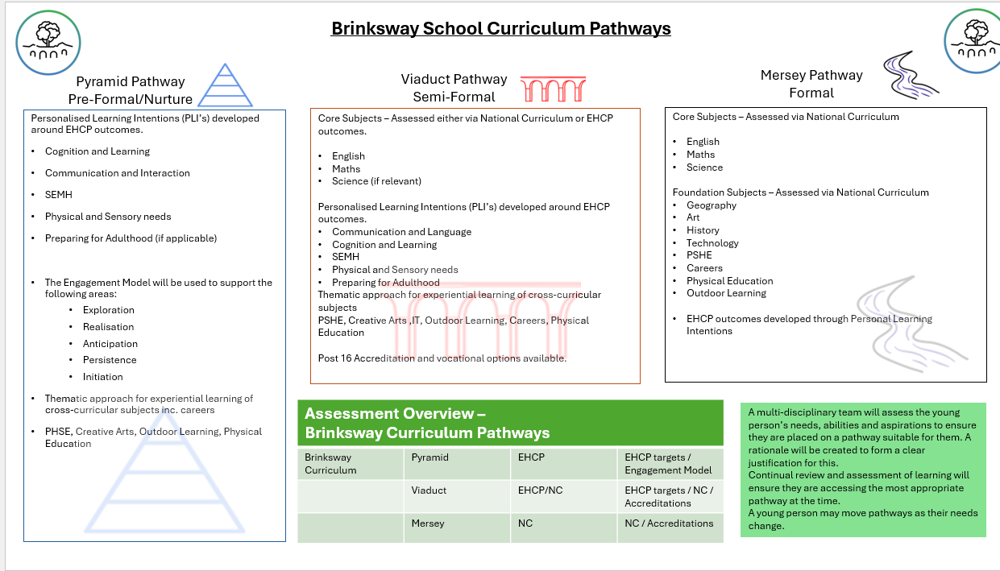 Brinksway School Curriculum Pathways
Pyramid Pathway
Pre-Formal/Nurture
Personalised Learning Intentions (PLI's) developed
around EHCP outcomes.
• Cognition and Learning
• Communication and Interaction
• SEMH
• Physical and Sensory needs
• Preparing for Adulthood (if applicable)
• The Engagement Model will be used to support the
following areas:
• Exploration
• Realisation
• Anticipation
• Persistence
• Initiation
• Thematic approach for experiential learning of
cross-curricular subjects inc. careers
• PHSE, Creative Arts, Outdoor Learning, Physical
Education
Viaduct Pathway
Semi-Formal
Core Subjects – Assessed either via National Curriculum or EHCP
outcomes.
• English
• Maths
• Science (if relevant)
Personalised Learning Intentions (PLI's) developed around EHCP
outcomes.
• Communication and Language
• Cognition and Learning
• SEMH
• Physical and Sensory needs
• Preparing for Adulthood
Thematic approach for experiential learning of cross-curricular
subjects
PSHE, Creative Arts ,IT, Outdoor Learning, Careers, Physical
Education
Post 16 Accreditation and vocational options available.
Mersey Pathway
Formal
Core Subjects – Assessed via National Curriculum
• English
• Maths
• Science
Foundation Subjects – Assessed via National Curriculum
• Geography
• Art
• History
• Technology
• PSHE
• Careers
• Physical Education
• Outdoor Learning
• EHCP outcomes developed through Personal Learning
Intentions
Assessment Overview –
Brinksway Curriculum Pathways
Brinksway
Curriculum
Pyramid
EHCP
EHCP targets /
Engagement Model
Viaduct
EHCP/NC
EHCP targets / NC /
Accreditations
Mersey
NC
NC / Accreditations
A multi-disciplinary team will assess the young
person's needs, abilities and aspirations to ensure
they are placed on a pathway suitable for them. A
rationale will be created to form a clear
justification for this.
Continual review and assessment of learning will
ensure they are accessing the most appropriate
pathway at the time.
A young person may move pathways as their needs
change.